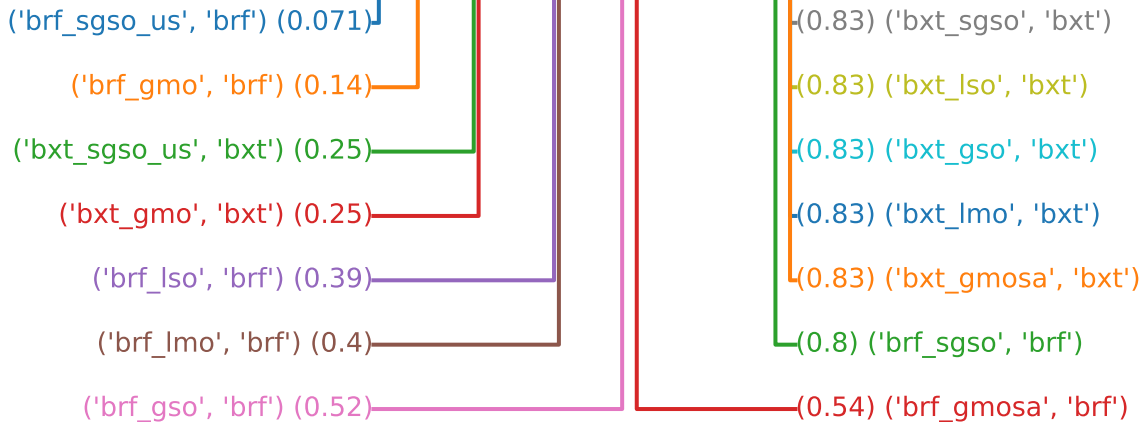 ('brf_sgso_us', 'brf') (0.071)
('brf_gmo', 'brf') (0.14)
('bxt_sgso_us', 'bxt') (0.25)
('bxt_gmo', 'bxt') (0.25)
('brf_lso', 'brf') (0.39)
('brf_lmo', 'brf') (0.4)
('brf_gso', 'brf') (0.52)
(0.83) ('bxt_sgso', 'bxt')
(0.83) ('bxt_lso', 'bxt')
(0.83) ('bxt_gso', 'bxt')
(0.83) ('bxt_lmo', 'bxt')
(0.83) ('bxt_gmosa', 'bxt')
(0.8) ('brf_sgso', 'brf')
(0.54) ('brf_gmosa', 'brf')